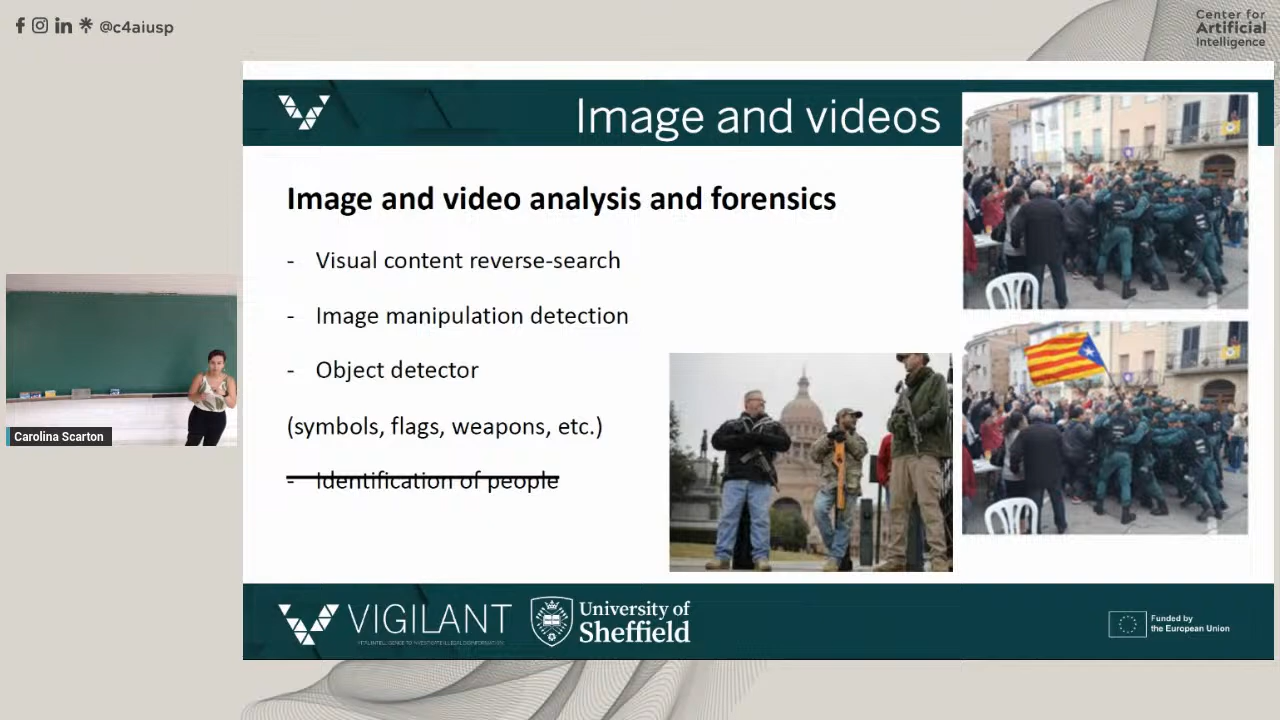 @c4aiusp
Center for
Artificial
Intelligence
Image and videos
Image and video analysis and forensics
- Visual content reverse-search
- Image manipulation detection
- Object detector
(symbols, flags, weapons, etc.)
- Identification of people
Carolina Scarton
VIGILANT
University of
Sheffield
Funded by
the European Union